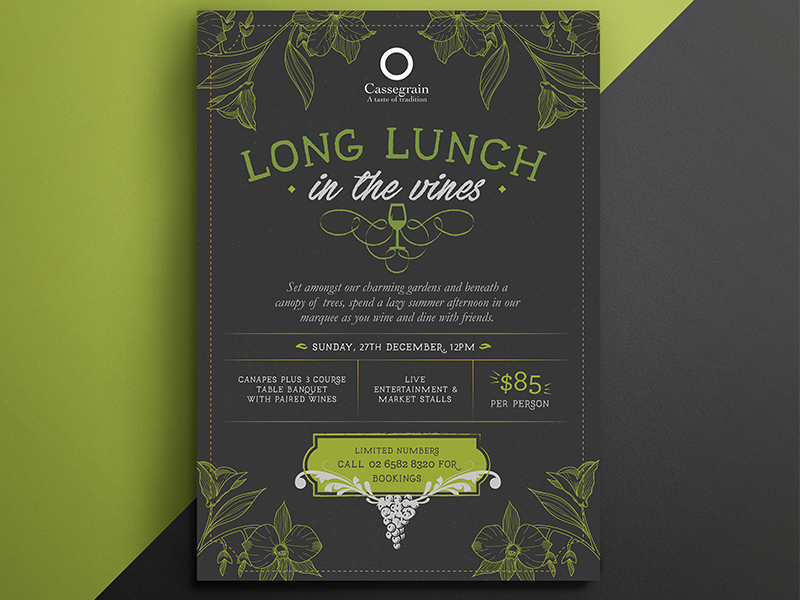 Cassegrain
A taste of tradition
LONG LUNCH
in the vines
Set amongst our charming gardens and beneath a
canopy of trees, spend a lazy summer afternoon in our
marquee as you wine and dine with friends.
SUNDAY, 27TH DECEMBER, 12PM
CANAPES PLUS 3 COURSE
TABLE BANQUET
WITH PAIRED WINES
LIVE
ENTERTAINMENT &
MARKET STALLS
$85
PER PERSON
LIMITED NUMBERS
CALL 02 6582 8320 FOR
BOOKINGS